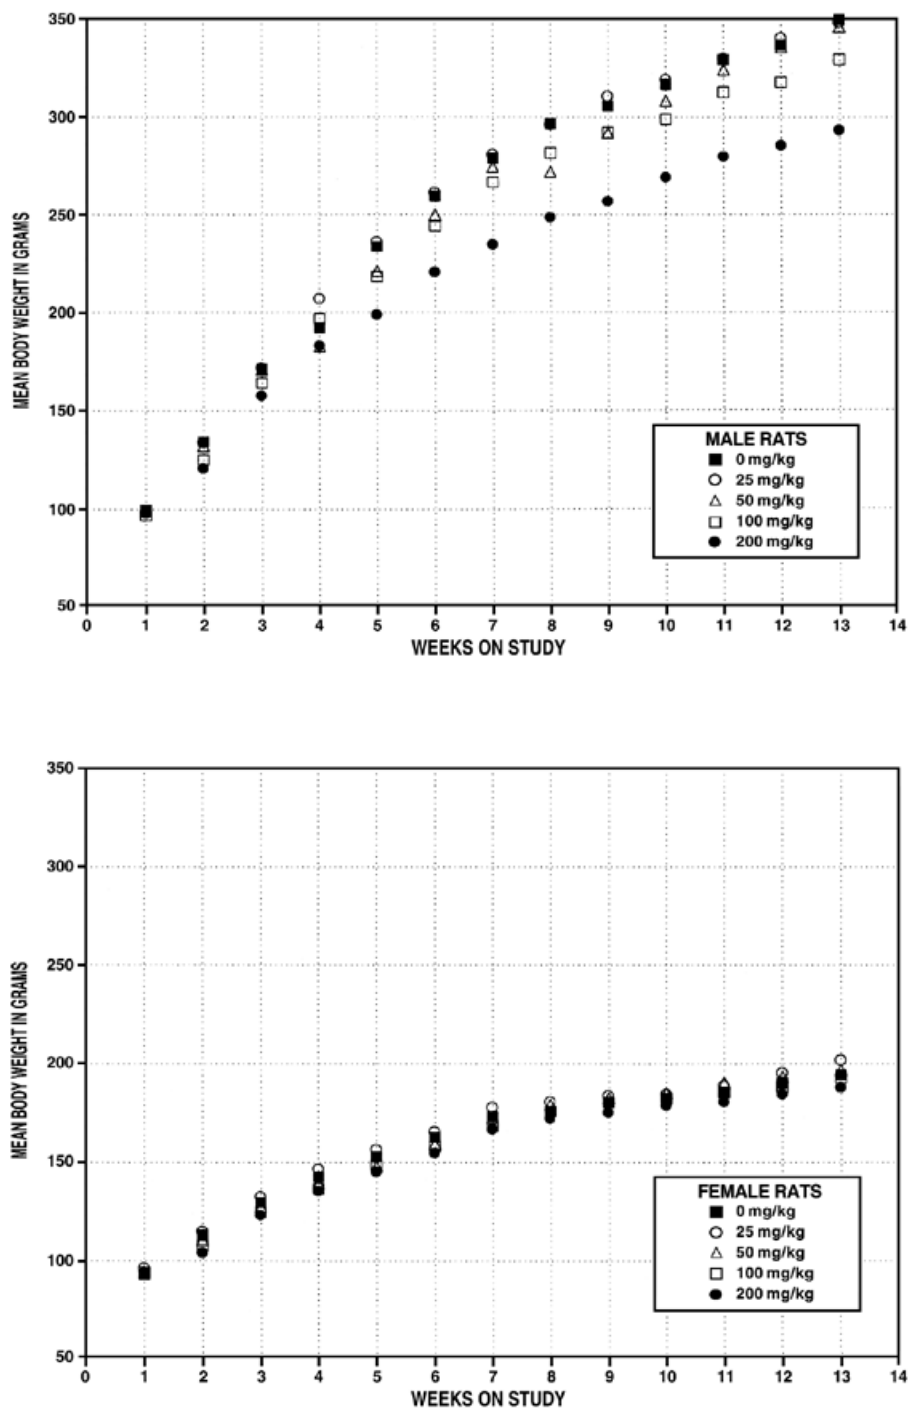 350
300
250
200
150
100
50
MEAN BODY WEIGHT IN GRAMS
MALE RATS
0 mg/kg
25 mg/kg
50 mg/kg
100 mg/kg
200 mg/kg
0 1 2 3 4 5 6 7 8 9 10 11 12 13 14
WEEKS ON STUDY
350
300
250
200
150
100
50
MEAN BODY WEIGHT IN GRAMS
FEMALE RATS
0 mg/kg
25 mg/kg
50 mg/kg
100 mg/kg
200 mg/kg
0 1 2 3 4 5 6 7 8 9 10 11 12 13 14
WEEKS ON STUDY